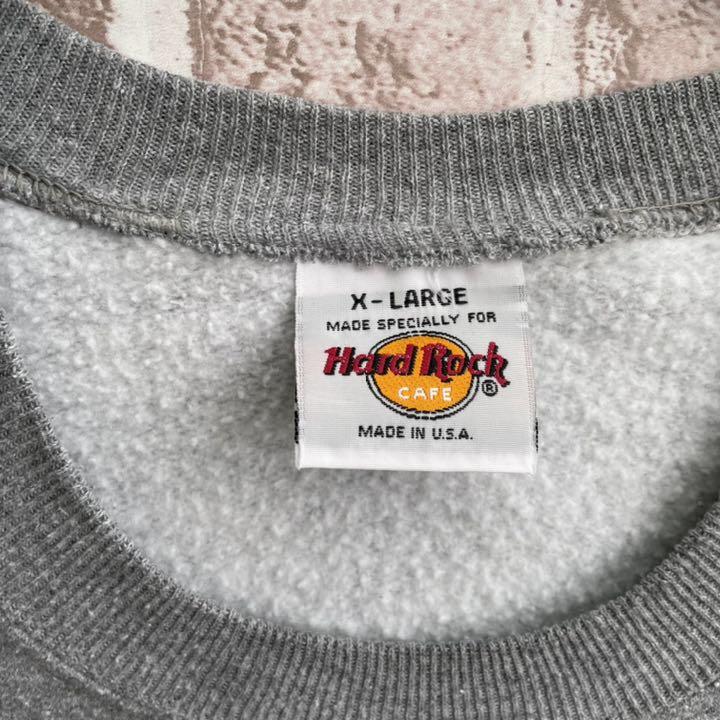 X-LARGE
MADE SPECIALLY FOR
Hard Rock
CAFE ®
MADE IN U.S.A.